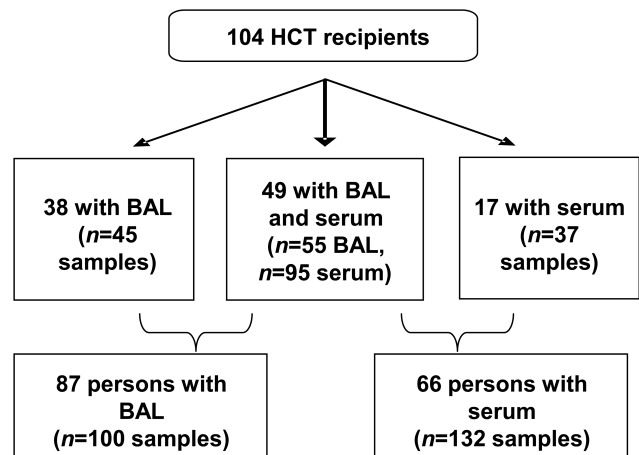 104 HCT recipients
38 with BAL
(n=45
samples)
49 with BAL
and serum
(n=55 BAL,
n=95 serum)
17 with serum
(n=37
samples)
87 persons with
BAL
(n=100 samples)
66 persons with
serum
(n=132 samples)